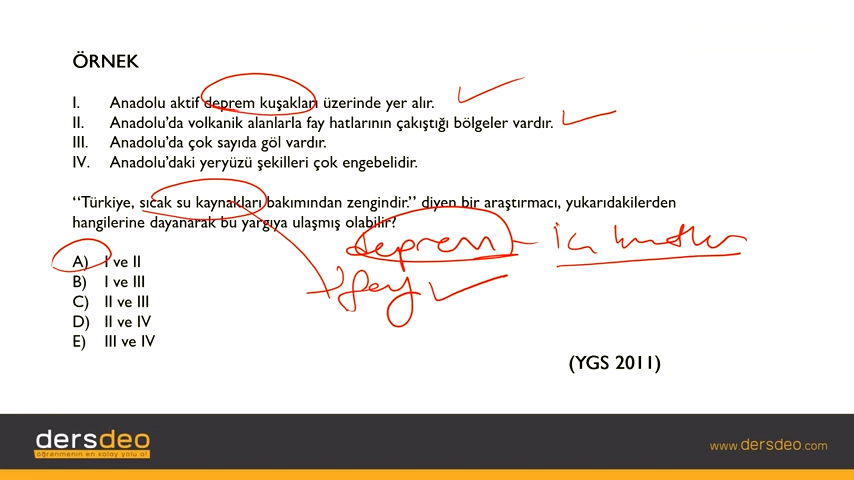 ÖRNEK
I. Anadolu aktif deprem kuşakları üzerinde yer alır.
II. Anadolu'da volkanik alanlarla fay hatlarının çakıştığı bölgeler vardır.
III. Anadolu'da çok sayıda göl vardır.
IV. Anadolu'daki yeryüzü şekilleri çok engebelidir.
‘‘Türkiye, sıcak su kaynakları bakımından zengindir.’’ diyen bir araştırmacı, yukarıdakilerden
hangilerine dayanarak bu yargıya ulaşmış olabilir?
deprem - İç
fay
A) I ve II
B) I ve III
C) II ve III
D) II ve IV
E) III ve IV
(YGS 2011)
dersdeo
öğrenmenin en kolay yolu o!
www.dersdeo.com